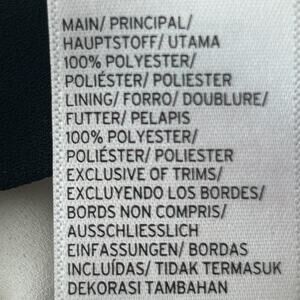 MAIN/ PRINCIPAL/
HAUPTSTOFF/ UTAMA
100% POLYESTER/
POLIÉSTER/ POLIESTER
LINING/ FORRO/ DOUBLURE/
FUTTER/ PELAPIS
100% POLYESTER/
POLIÉSTER/ POLIESTER
EXCLUSIVE OF TRIMS/
EXCLUYENDO LOS BORDES/
BORDS NON COMPRIS/
AUSSCHLIESSLICH
EINFASSUNGEN/ BORDAS
INCLUÍDAS/ TIDAK TERMASUK
DEKORASI TAMBAHAN